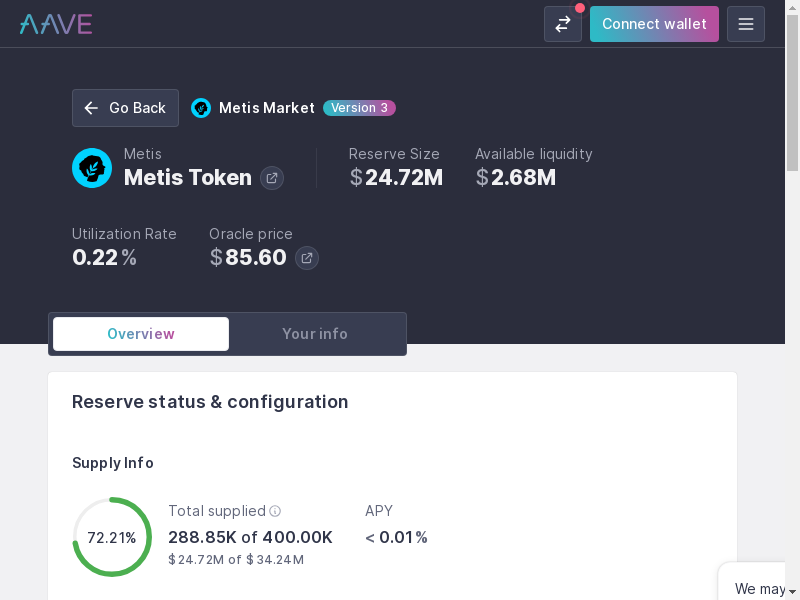 AAVE
Connect wallet
Go Back
Metis Market
Version 3
Metis
Metis Token
Reserve Size
$24.72M
Available liquidity
$2.68M
Utilization Rate
0.22%
Oracle price
$85.60
Overview
Your info
Reserve status & configuration
Supply Info
72.21%
Total supplied
288.85K of 400.00K
$24.72M of $34.24M
APY
< 0.01%
We may